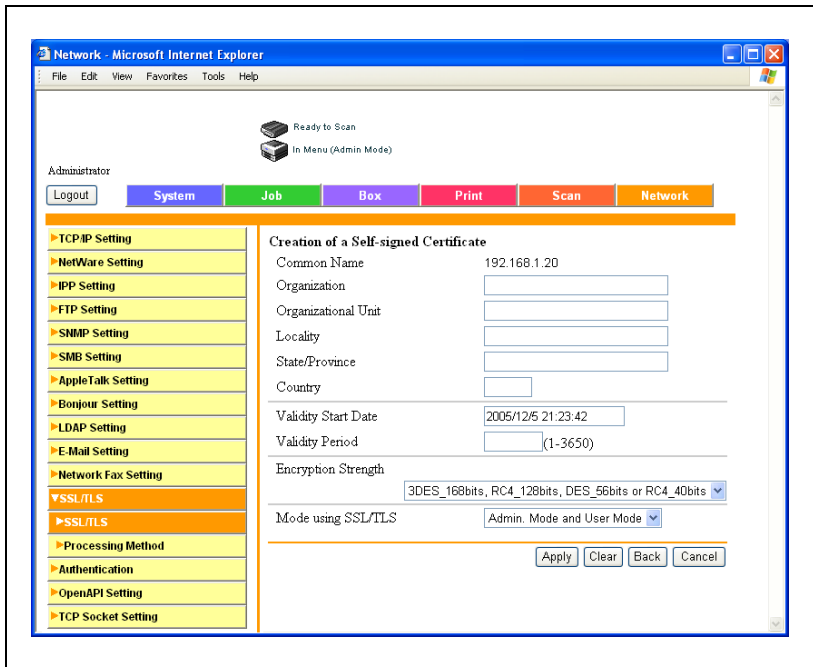 Network - Microsoft Internet Explorer
File Edit View Favorites Tools Help
Ready to Scan
In Menu (Admin Mode)
Administrator
Logout System Job Box Print Scan Network
TCP/IP Setting
NetWare Setting
IPP Setting
FTP Setting
SNMP Setting
SMB Setting
AppleTalk Setting
Bonjour Setting
LDAP Setting
E-Mail Setting
Network Fax Setting
SSL/TLS
SSL/TLS
Processing Method
Authentication
OpenAPI Setting
TCP Socket Setting
Creation of a Self-signed Certificate
Common Name 192.168.1.20
Organization
Organizational Unit
Locality
State/Province
Country
Validity Start Date 2005/12/5 21:23:42
Validity Period (1-3650)
Encryption Strength
3DES_168bits, RC4_128bits, DES_56bits or RC4_40bits
Mode using SSL/TLS Admin. Mode and User Mode
Apply Clear Back Cancel